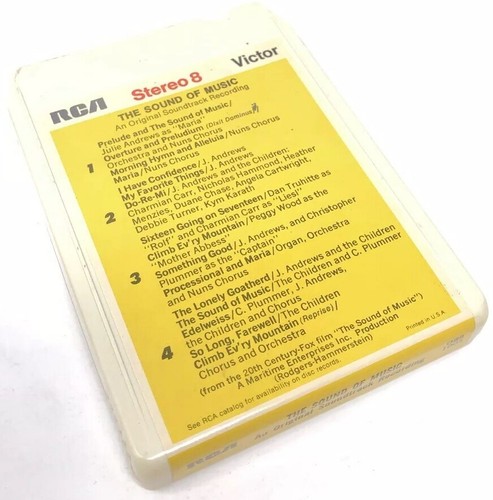 RCA Stereo 8 Victor
THE SOUND OF MUSIC
An Original Soundtrack Recording
Prelude and The Sound of Music/
Julie Andrews as "Maria"
Overture and Preludium (Dixit Dominus)/
Orchestra and Nuns Chorus
1 Morning Hymn and Alleluia/Nuns Chorus
Maria/Nuns Chorus
I Have Confidence/J. Andrews
My Favorite Things/J. Andrews
Do-Re-Mi/J. Andrews and the Children:
Charmian Carr, Nicholas Hammond, Heather
2 Menzies, Duane Chase, Angela Cartwright,
Debbie Turner, Kym Karath
Sixteen Going on Seventeen/Dan Truhitte as
"Rolf" and Charmian Carr as "Liesl"
Climb Ev'ry Mountain/Peggy Wood as the
"Mother Abbess"
Something Good/J. Andrews, and Christopher
3 Plummer as the "Captain"
Processional and Maria/Organ, Orchestra
and Nuns Chorus
The Lonely Goatherd/J. Andrews and the Children
The Sound of Music/The Children and C. Plummer
Edelweiss/C. Plummer, J. Andrews,
the Children and Chorus
4 So Long, Farewell/The Children
Climb Ev'ry Mountain (Reprise)/
Chorus and Orchestra
(from the 20th Century-Fox film "The Sound of Music")
A Maritime Enterprises Inc. Production
(Rodgers-Hammerstein)
Printed in U.S.A.
See RCA catalog for availability on disc records.
THE SOUND OF MUSIC
RCA An Original Soundtrack Recording